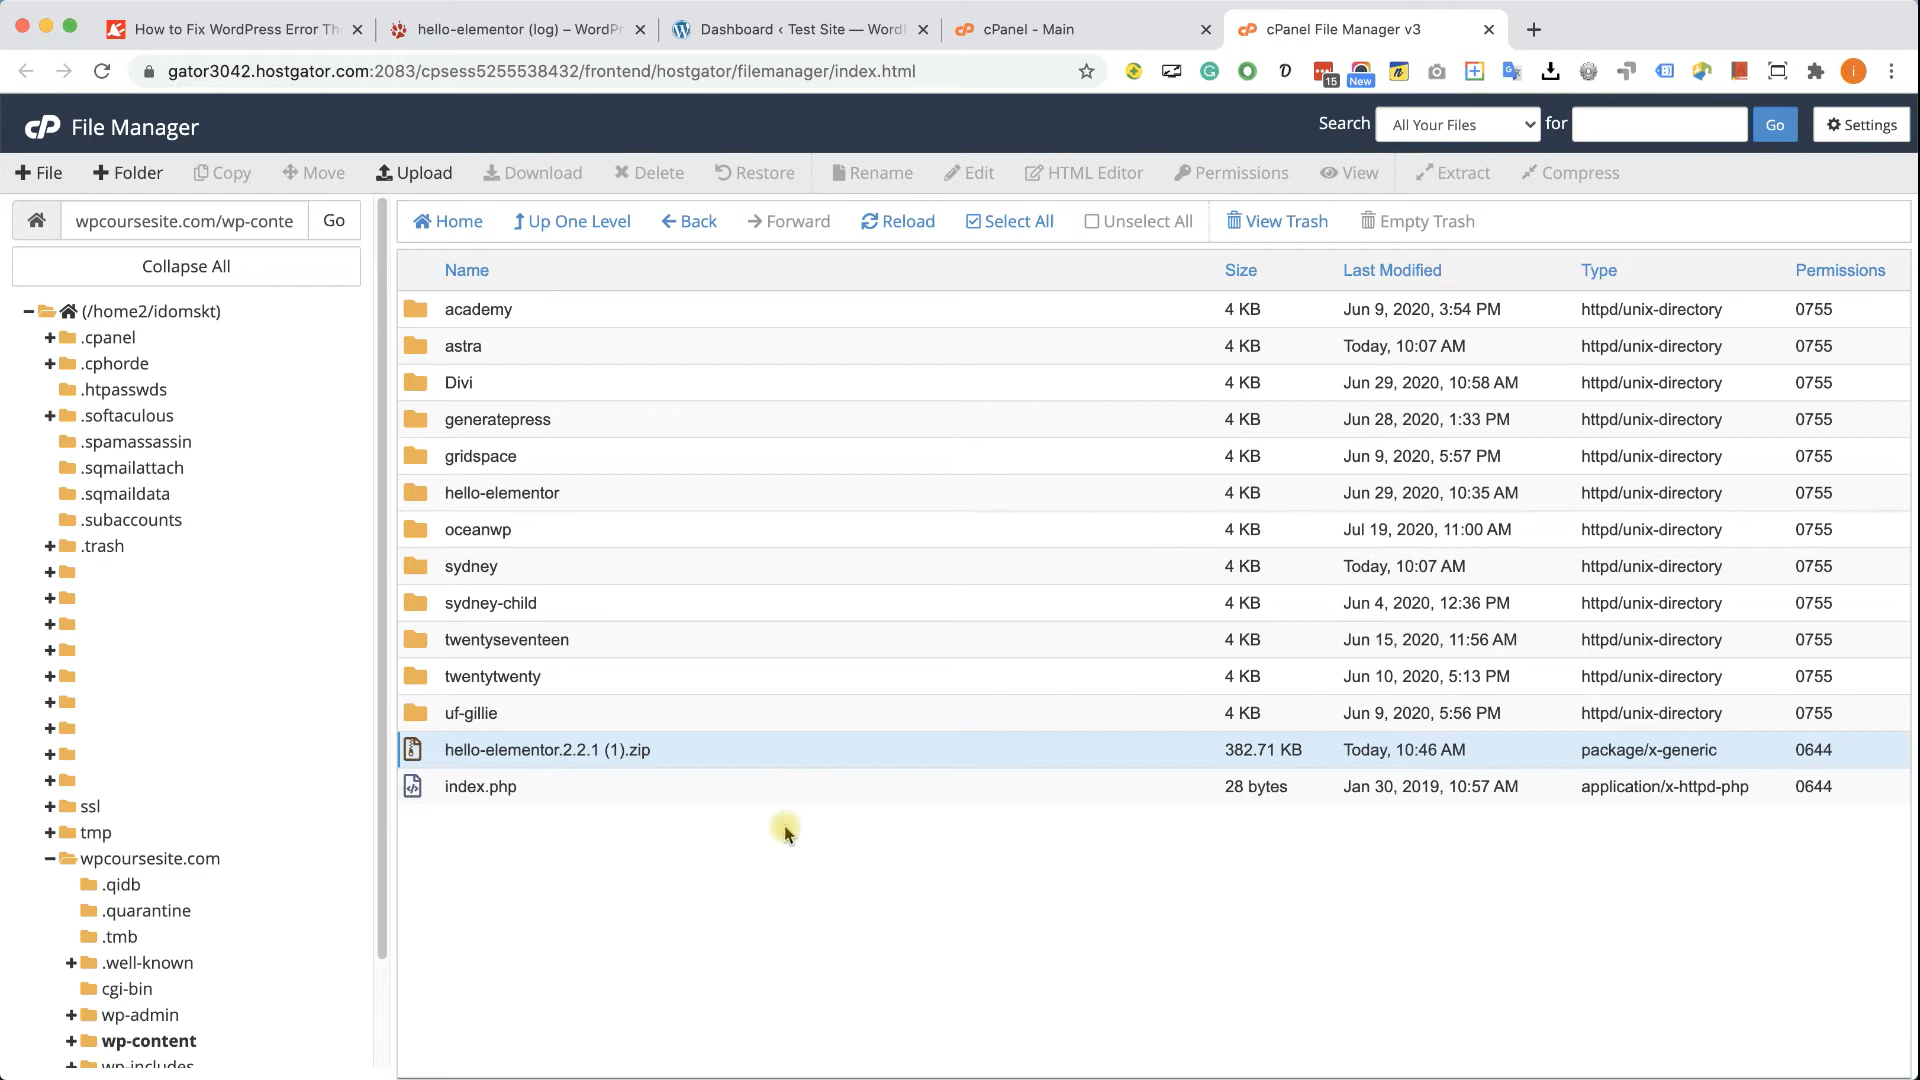 How to Fix WordPress Error The
hello-elementor (log) – WordPr
Dashboard ‹ Test Site — Word
cPanel - Main
cPanel File Manager v3
gator3042.hostgator.com:2083/cpsess5255538432/frontend/hostgator/filemanager/index.html
15
New
cP File Manager
Search All Your Files for Go Settings
File Folder Copy Move Upload Download Delete Restore Rename Edit HTML Editor Permissions View Extract Compress
wpcoursesite.com/wp-conte Go
Home Up One Level Back Forward Reload Select All Unselect All View Trash Empty Trash
Collapse All
(/home2/idomskt)
.cpanel
.cphorde
.htpasswds
.softaculous
.spamassassin
.sqmailattach
.sqmaildata
.subaccounts
.trash
ssl
tmp
wpcoursesite.com
.qidb
.quarantine
.tmb
.well-known
cgi-bin
wp-admin
wp-content
wp-includes
Name Size Last Modified Type Permissions
academy 4 KB Jun 9, 2020, 3:54 PM httpd/unix-directory 0755
astra 4 KB Today, 10:07 AM httpd/unix-directory 0755
Divi 4 KB Jun 29, 2020, 10:58 AM httpd/unix-directory 0755
generatepress 4 KB Jun 28, 2020, 1:33 PM httpd/unix-directory 0755
gridspace 4 KB Jun 9, 2020, 5:57 PM httpd/unix-directory 0755
hello-elementor 4 KB Jun 29, 2020, 10:35 AM httpd/unix-directory 0755
oceanwp 4 KB Jul 19, 2020, 11:00 AM httpd/unix-directory 0755
sydney 4 KB Today, 10:07 AM httpd/unix-directory 0755
sydney-child 4 KB Jun 4, 2020, 12:36 PM httpd/unix-directory 0755
twentyseventeen 4 KB Jun 15, 2020, 11:56 AM httpd/unix-directory 0755
twentytwenty 4 KB Jun 10, 2020, 5:13 PM httpd/unix-directory 0755
uf-gillie 4 KB Jun 9, 2020, 5:56 PM httpd/unix-directory 0755
hello-elementor.2.2.1 (1).zip 382.71 KB Today, 10:46 AM package/x-generic 0644
index.php 28 bytes Jan 30, 2019, 10:57 AM application/x-httpd-php 0644